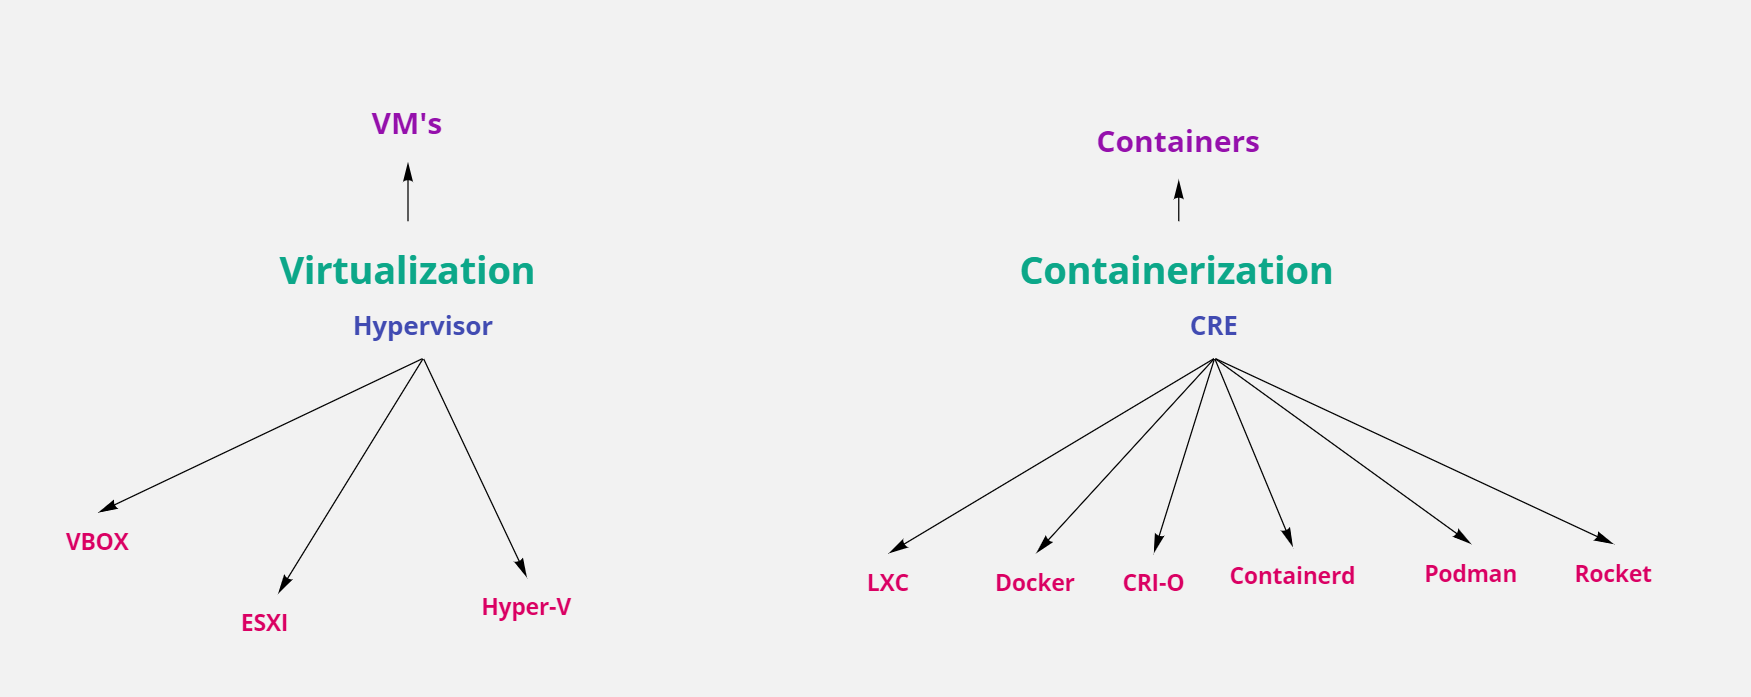 VM's
Containers
Virtualization
Containerization
Hypervisor
CRE
VBOX
ESXI
Hyper-V
LXC
Docker
CRI-O
Containerd
Podman
Rocket